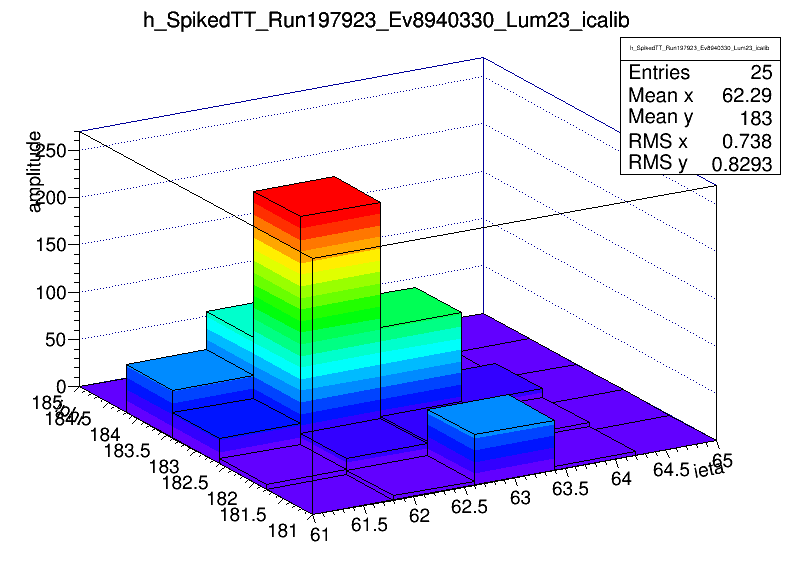 h_SpikedTT_Run197923_Ev8940330_Lum23_icalib
h_SpikedTT_Run197923_Ev8940330_Lum23_icalib
Entries 25
Mean x 62.29
Mean y 183
RMS x 0.738
RMS y 0.8293
amplitude
250
200
150
100
50
0
185
184.5
184
183.5
183
182.5
182
181.5
181
61
61.5
62
62.5
63
63.5
64
64.5
65
ieta